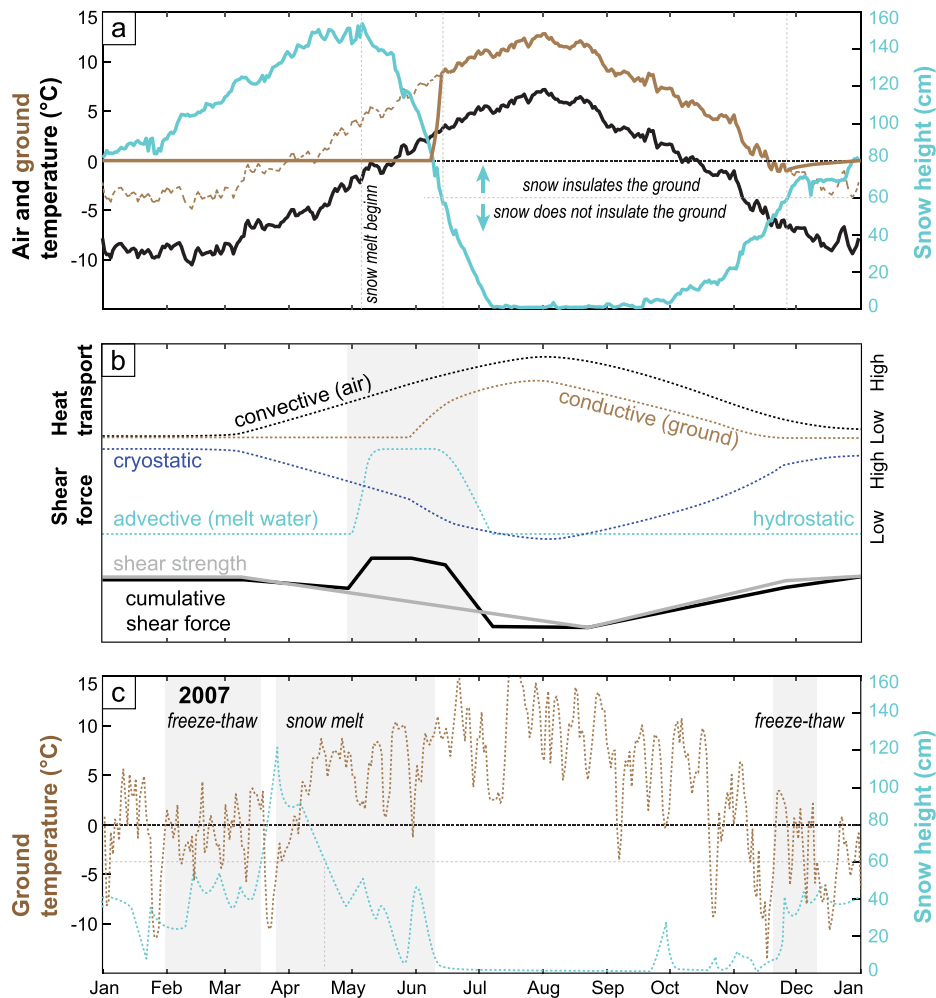 a
15
10
5
0
-5
-10
Air and ground
temperature (°C)
160
140
120
100
80
60
40
20
0
Snow height (cm)
snow melt begins
snow insulates the ground
snow does not insulate the ground
b
Heat
transport
Shear
force
High
Low
High
Low
convective (air)
conductive (ground)
cryostatic
advective (melt water)
hydrostatic
shear strength
cumulative
shear force
c
15
10
5
0
-5
-10
Ground
temperature (°C)
160
140
120
100
80
60
40
20
0
Snow height (cm)
2007
freeze-thaw
snow melt
freeze-thaw
Jan Feb Mar Apr May Jun Jul Aug Sep Oct Nov Dec Jan